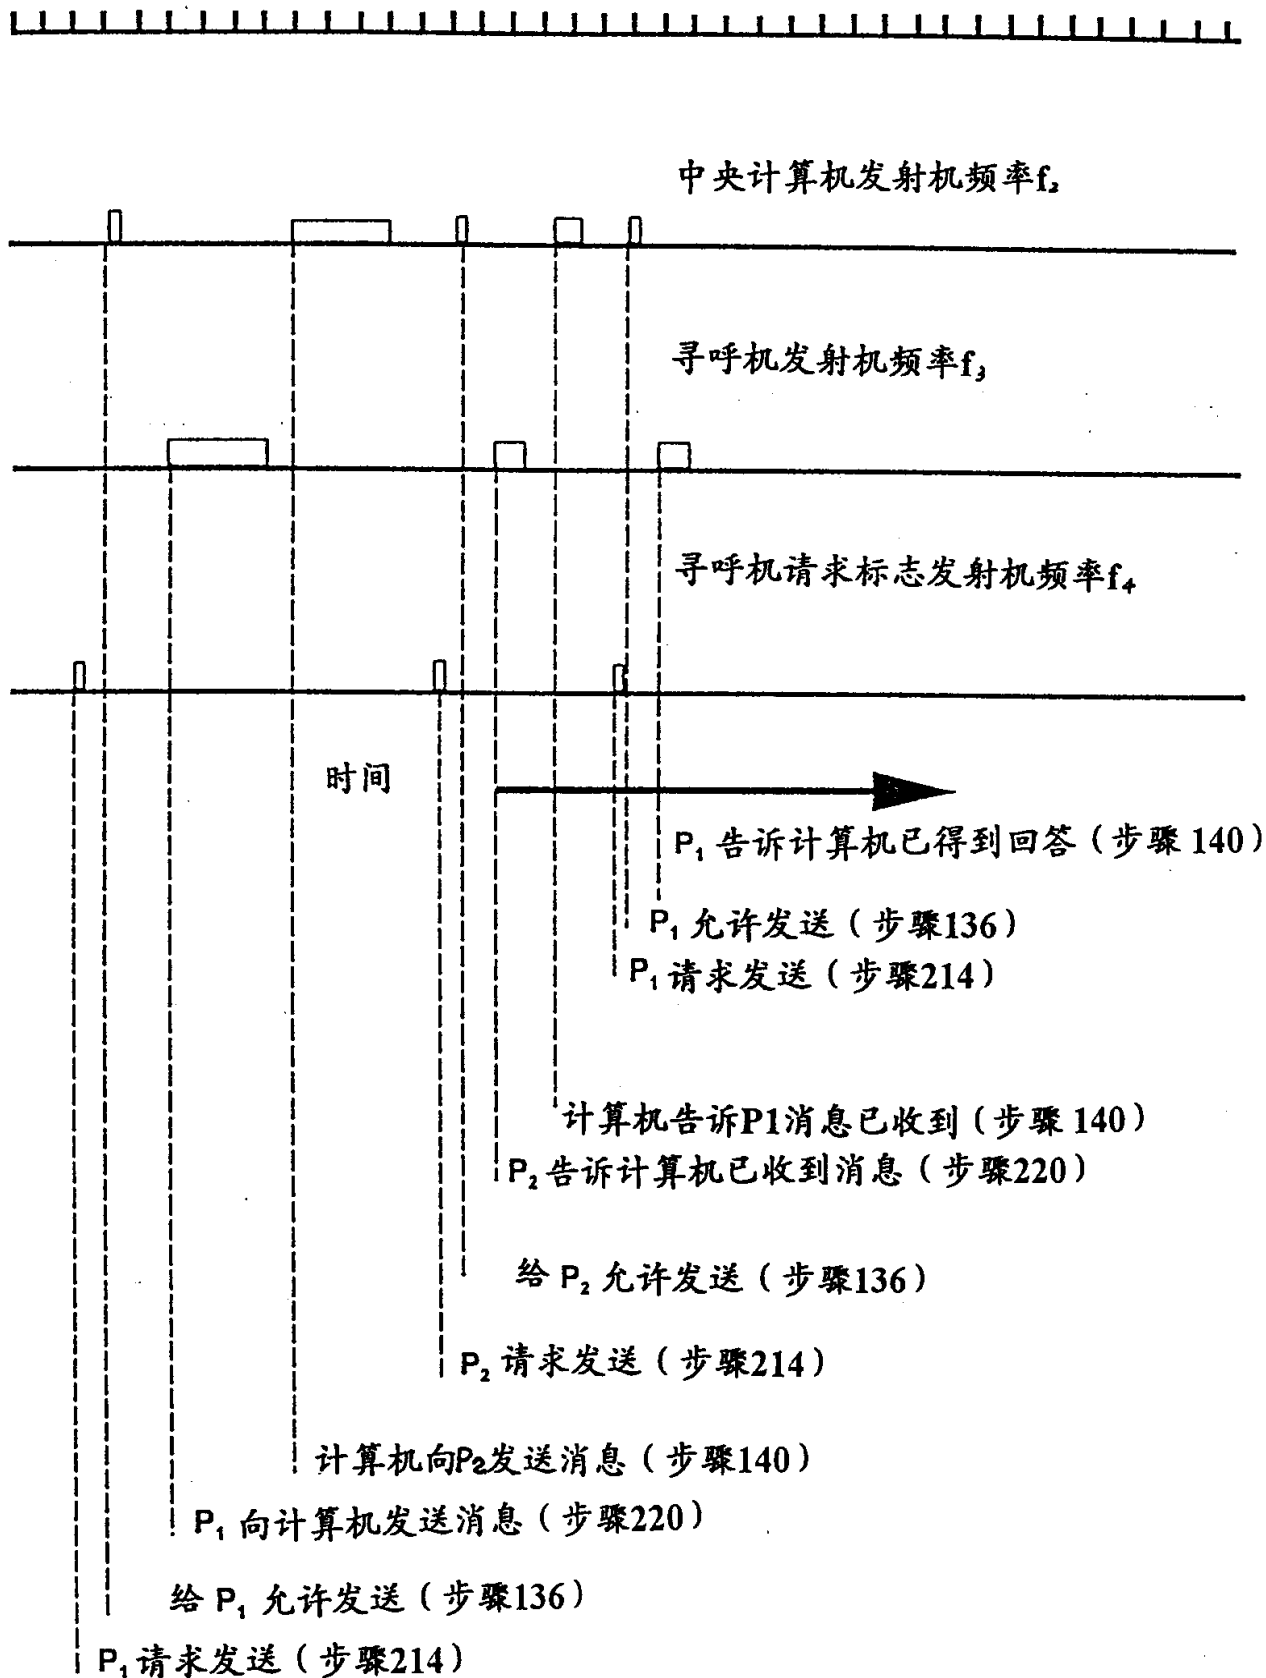 中央计算机发射机频率f₂
寻呼机发射机频率f₃
寻呼机请求标志发射机频率f₄
时间
P₁ 告诉计算机已得到回答（步骤 140）
P₁ 允许发送（步骤136）
P₁ 请求发送（步骤214）
计算机告诉P1消息已收到（步骤 140）
P₂ 告诉计算机已收到消息（步骤220）
给 P₂ 允许发送（步骤136）
P₂ 请求发送（步骤214）
计算机向P2发送消息（步骤140）
P₁ 向计算机发送消息（步骤220）
给 P₁ 允许发送（步骤136）
P₁ 请求发送（步骤214）